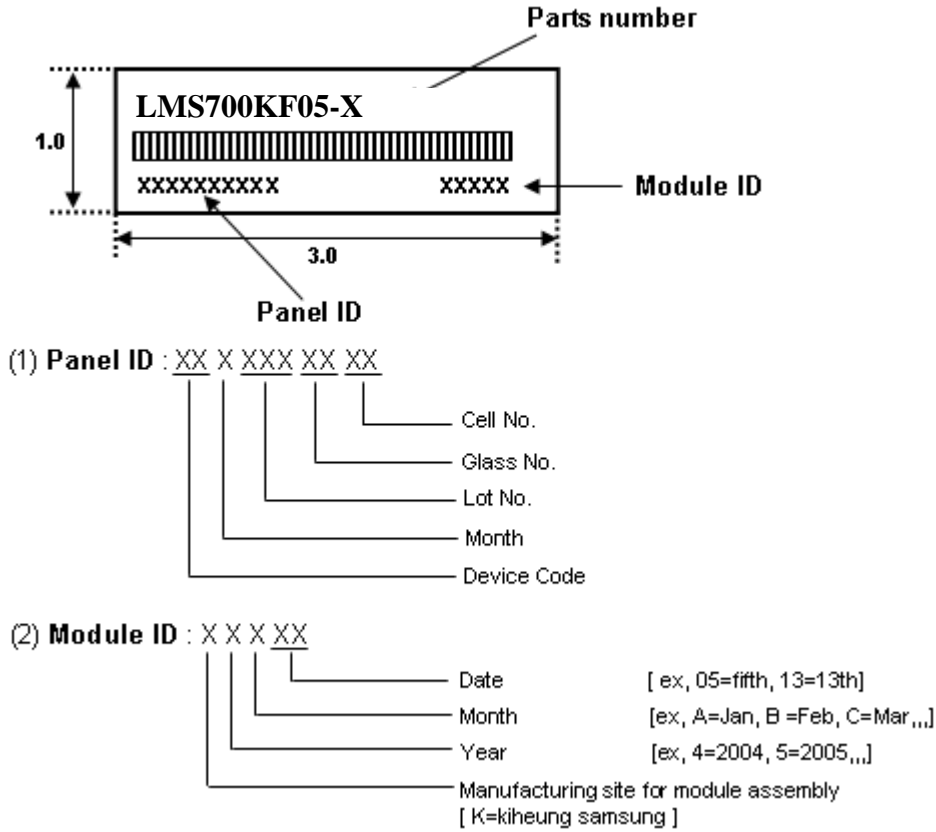 Parts number
LMS700KF05-X
1.0
XXXXXXXXXX XXXXX
Module ID
3.0
Panel ID
(1) Panel ID : XX X XXX XX XX
Cell No.
Glass No.
Lot No.
Month
Device Code
(2) Module ID : X X X XX
Date [ ex, 05=fifth, 13=13th]
Month [ex, A=Jan, B =Feb, C=Mar,,,]
Year [ex, 4=2004, 5=2005,,,]
Manufacturing site for module assembly
[ K=kiheung samsung ]